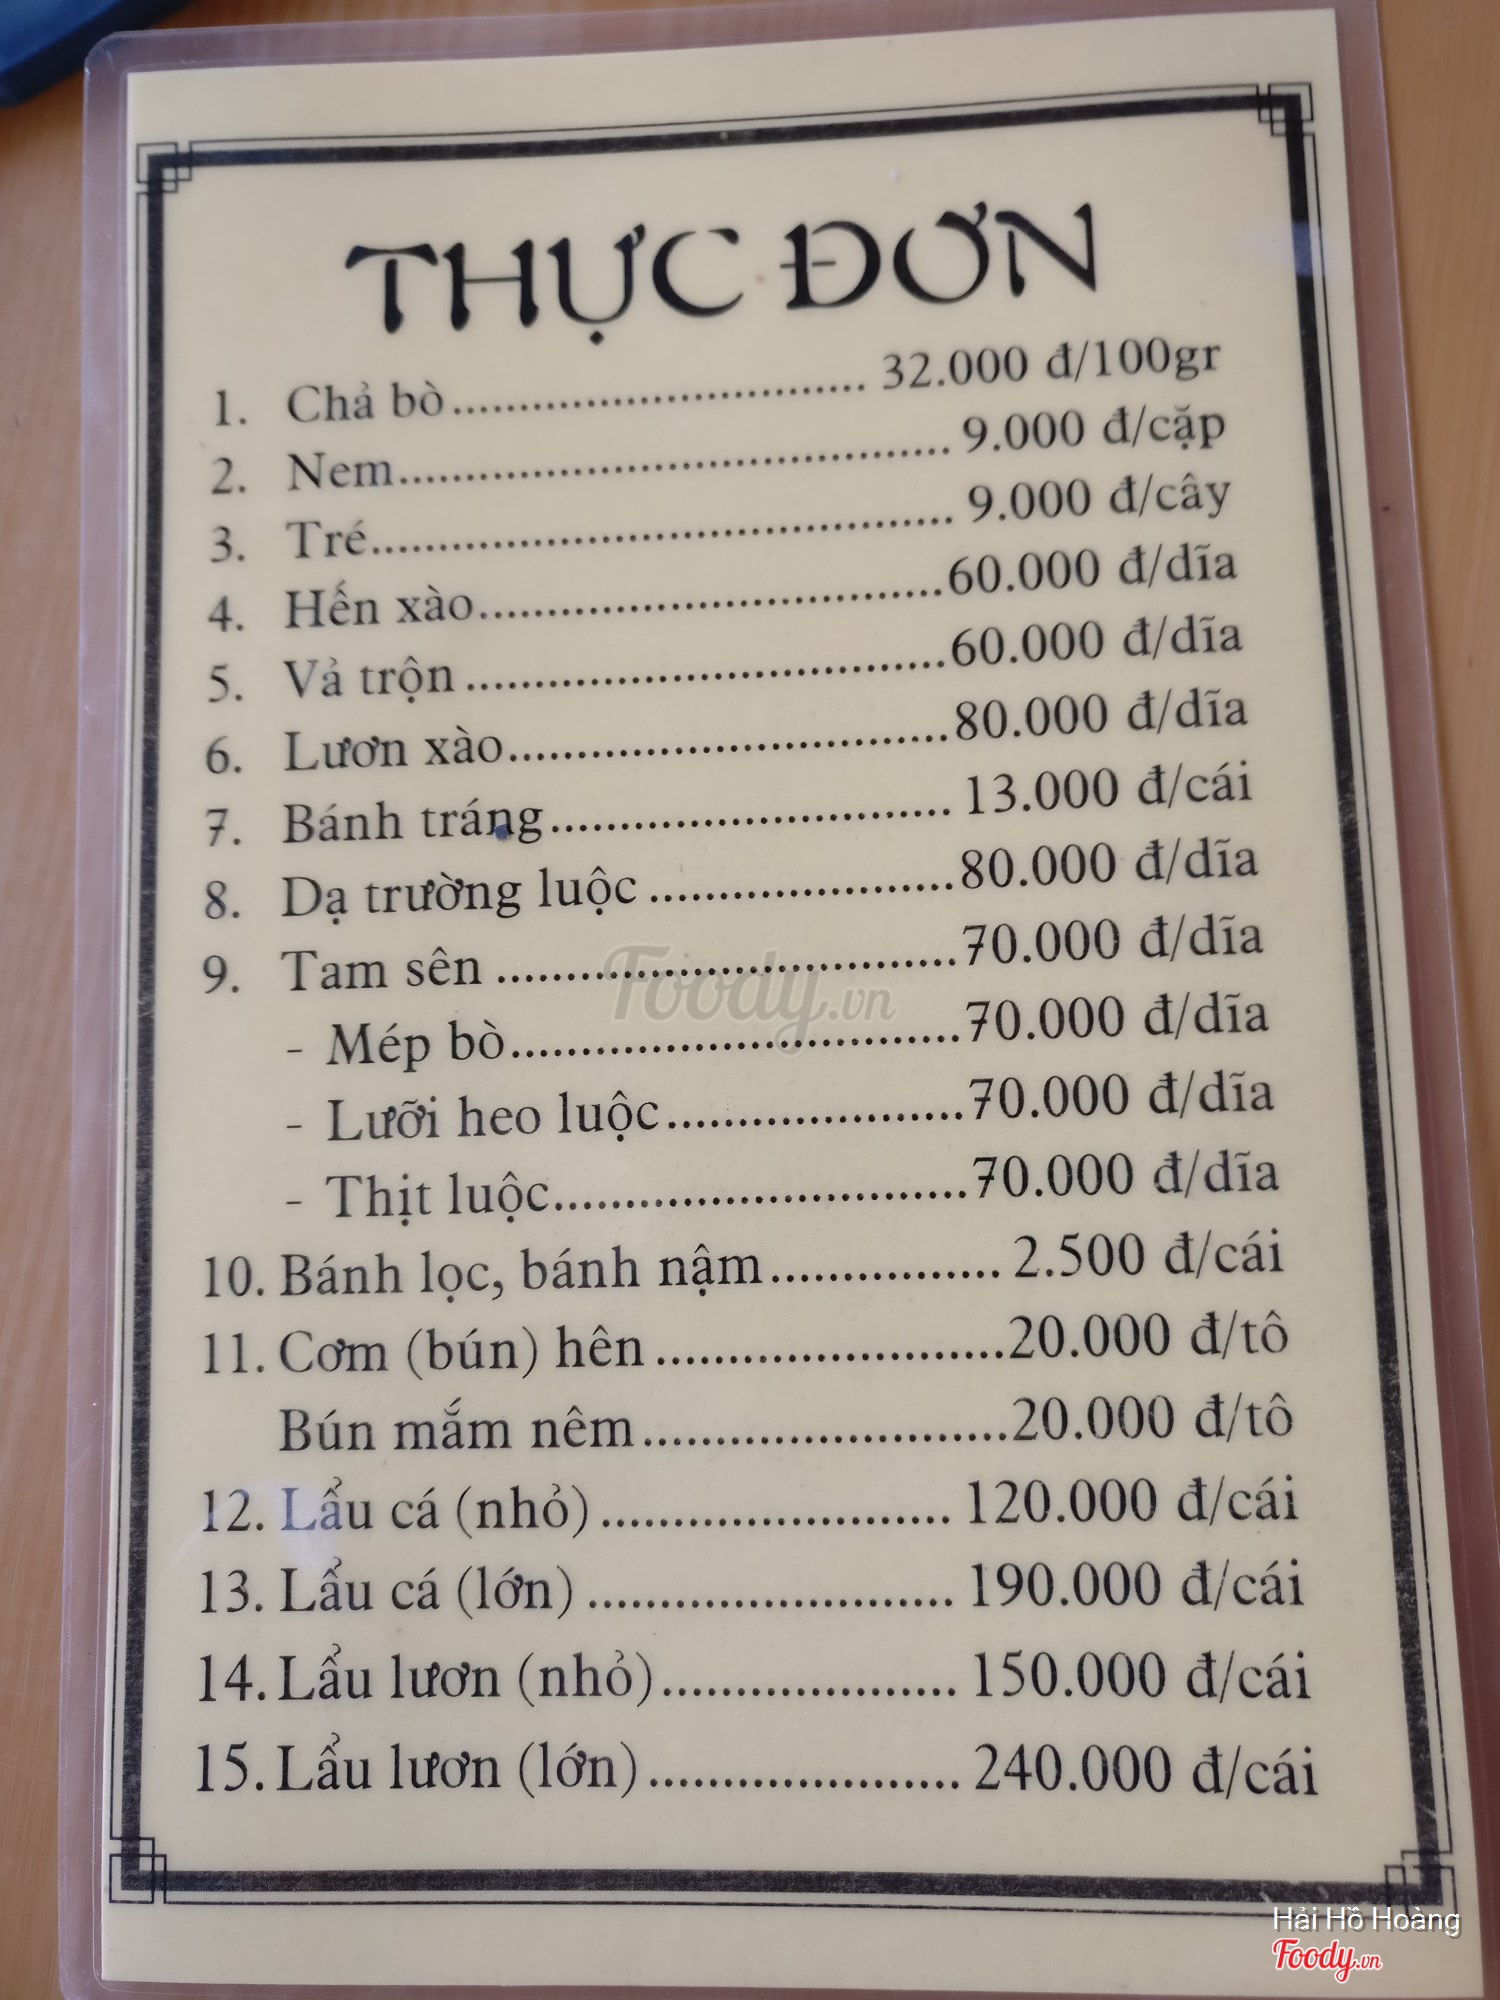 THỰC ĐƠN
1. Chả bò.............................. 32.000 đ/100gr
2. Nem........................................ 9.000 đ/cặp
3. Tré.......................................... 9.000 đ/cây
4. Hến xào..................................60.000 đ/dĩa
5. Vả trộn ...................................60.000 đ/dĩa
6. Lươn xào................................80.000 đ/dĩa
7. Bánh tráng............................. 13.000 đ/cái
8. Dạ trường luộc ......................80.000 đ/dĩa
9. Tam sên .................................70.000 đ/dĩa
- Mép bò................................70.000 đ/dĩa
- Lưỡi heo luộc.....................70.000 đ/dĩa
- Thịt luộc.............................70.000 đ/dĩa
10. Bánh lọc, bánh nậm................ 2.500 đ/cái
11. Cơm (bún) hên ........................20.000 đ/tô
Bún mắm nêm.........................20.000 đ/tô
12. Lẩu cá (nhỏ) ........................ 120.000 đ/cái
13. Lẩu cá (lớn) ......................... 190.000 đ/cái
14. Lẩu lươn (nhỏ)..................... 150.000 đ/cái
15. Lẩu lươn (lớn)...................... 240.000 đ/cái
Foody.vn
Hải Hồ Hoàng
Foody.vn